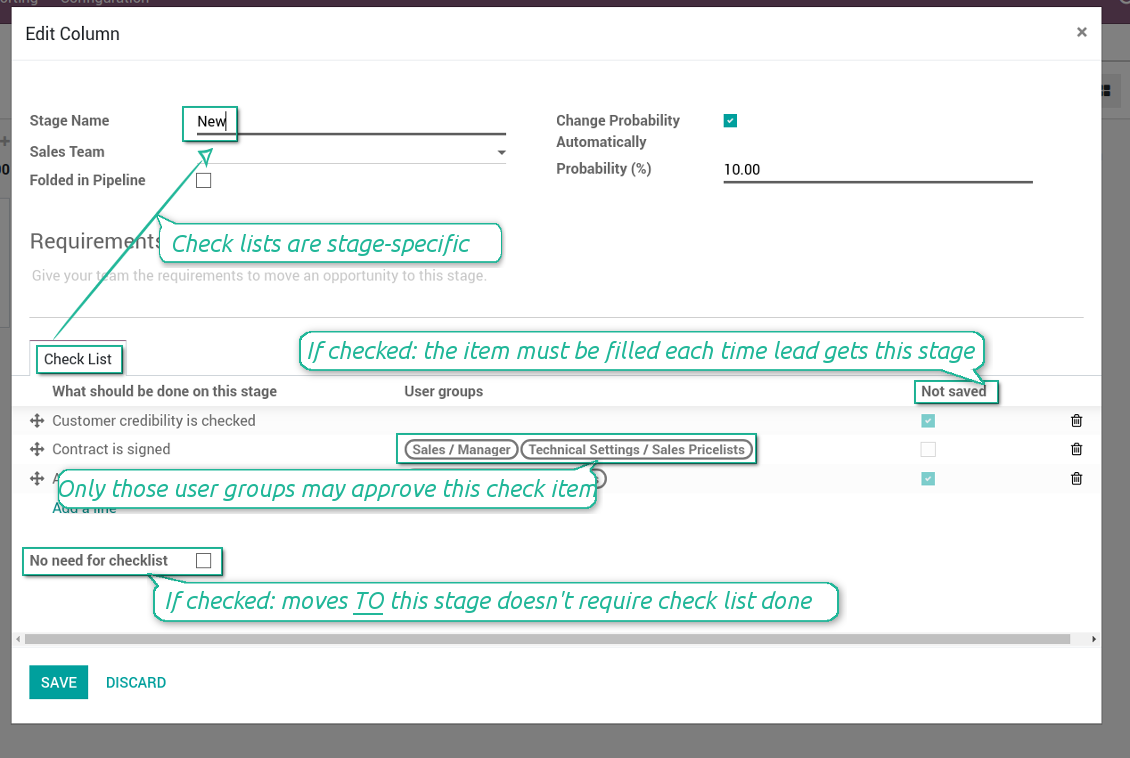 Configuration
Edit Column
×
Stage Name
New
Change Probability
Automatically
Sales Team
Probability (%)
10.00
Folded in Pipeline
Requirements
Check lists are stage-specific
Give your team the requirements to move an opportunity to this stage.
If checked: the item must be filled each time lead gets this stage
Check List
What should be done on this stage
User groups
Not saved
Customer credibility is checked
Contract is signed
Sales / Manager
Technical Settings / Sales Pricelists
Only those user groups may approve this check item
Add a line
No need for checklist
If checked: moves TO this stage doesn't require check list done
SAVE
DISCARD